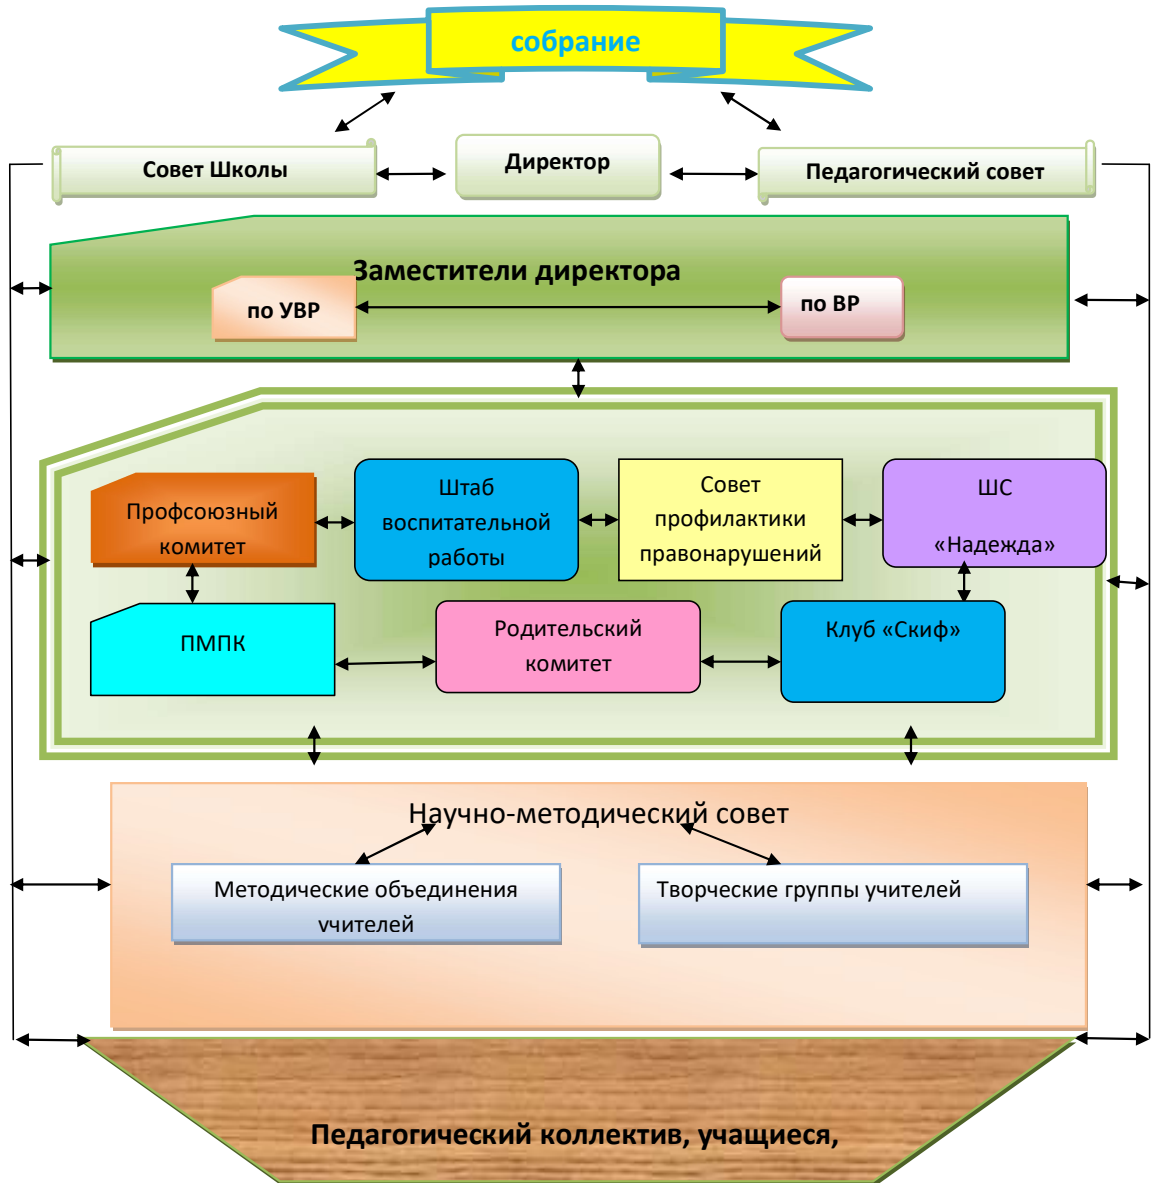 собрание
Совет Школы
Директор
Педагогический совет
Заместители директора
по УВР
по ВР
Профсоюзный
комитет
Штаб
воспитательной
работы
Совет
профилактики
правонарушений
ШС
«Надежда»
ПМПК
Родительский
комитет
Клуб «Скиф»
Научно-методический совет
Методические объединения
учителей
Творческие группы учителей
Педагогический коллектив, учащиеся,